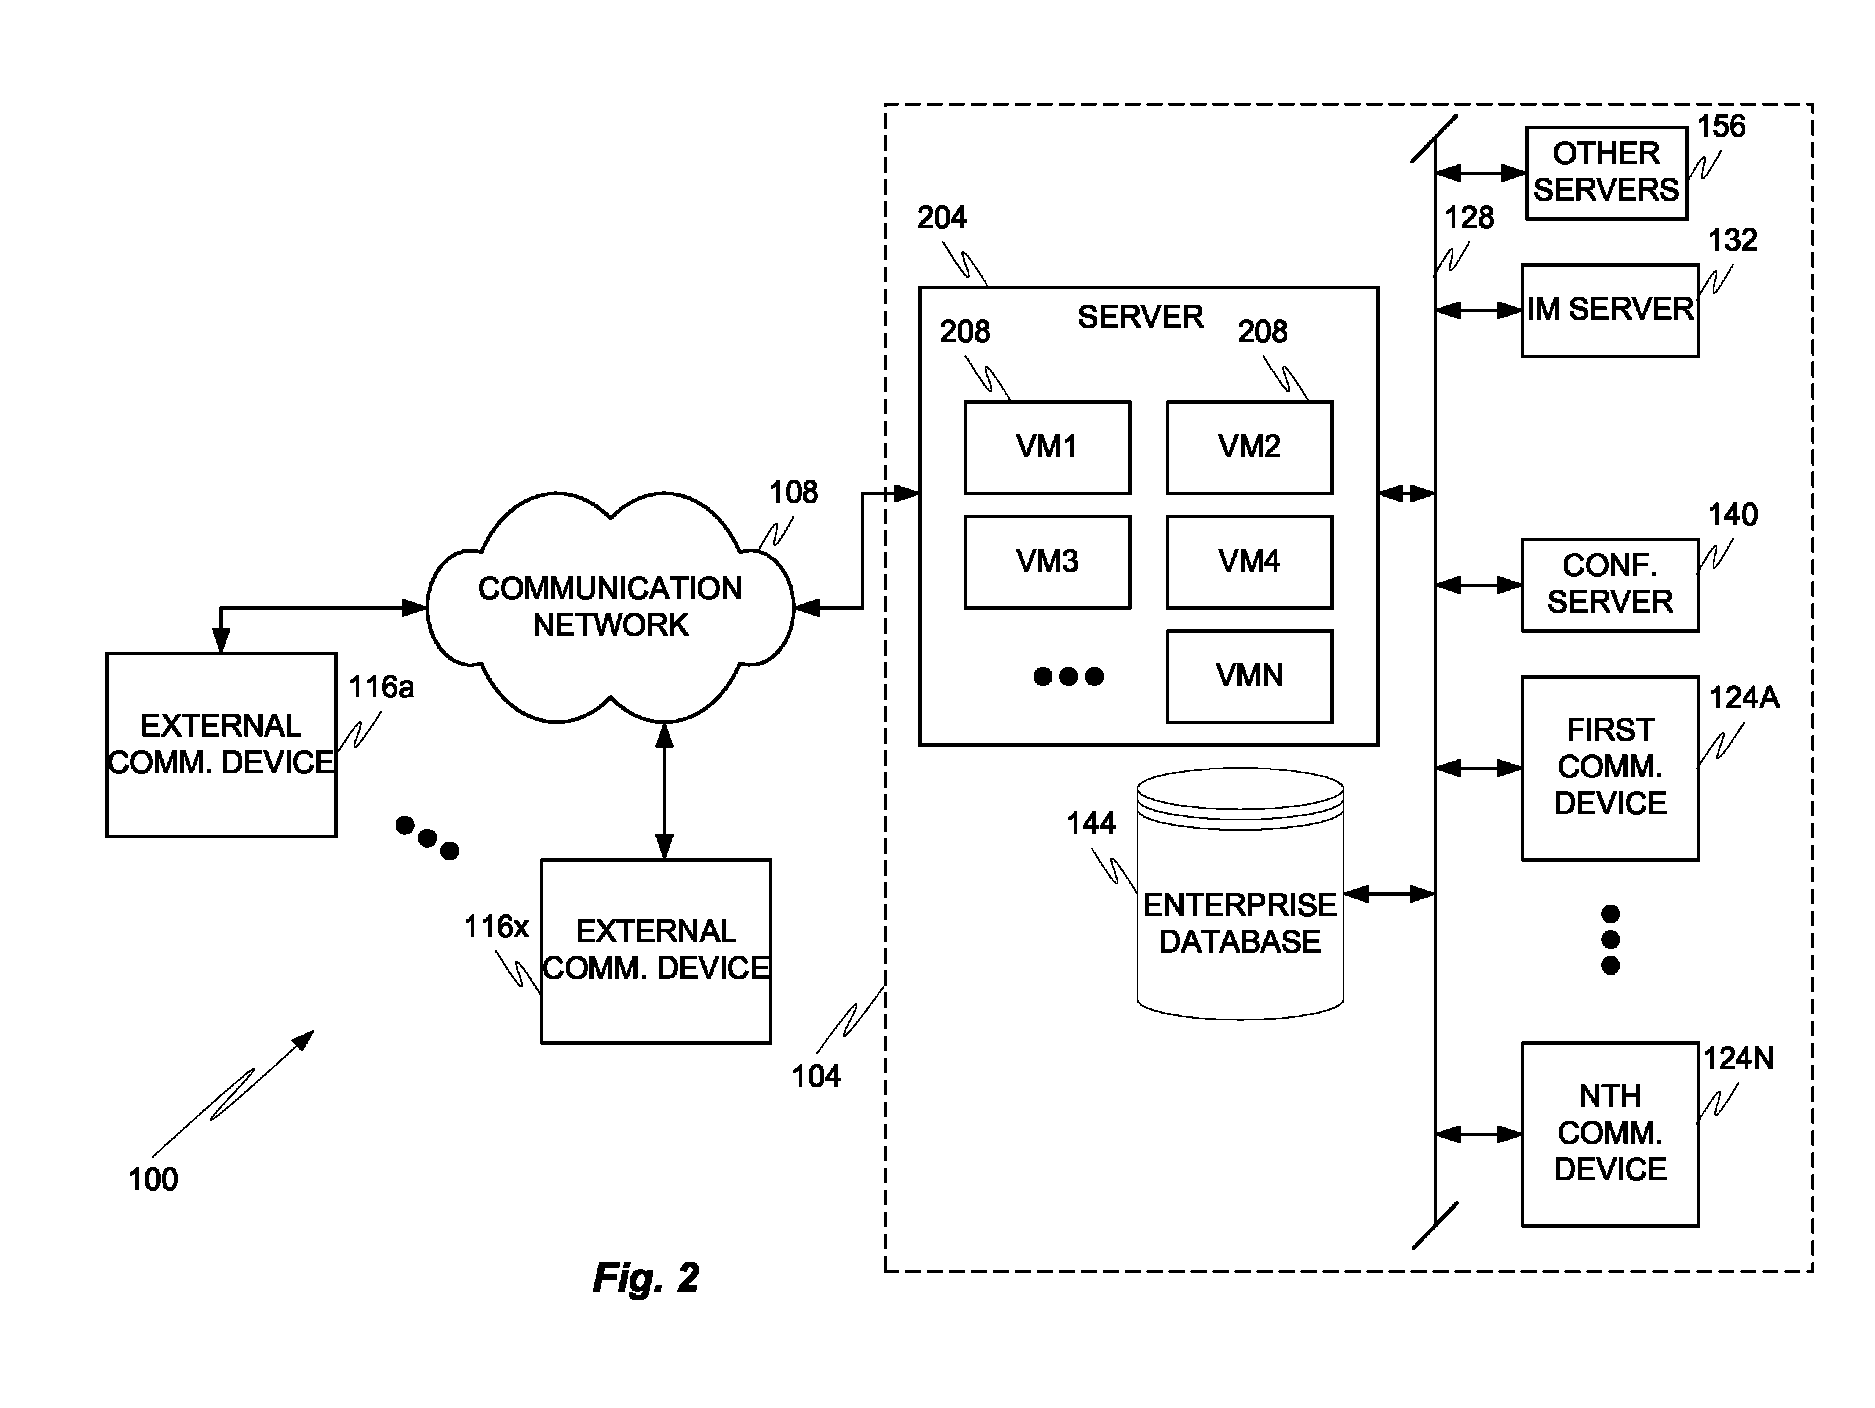 156
OTHER
SERVERS
204
128
132
IM SERVER
SERVER
208
208
VM1
VM2
108
140
CONF.
SERVER
VM3
VM4
COMMUNICATION
NETWORK
VMN
116a
EXTERNAL
COMM. DEVICE
124A
FIRST
COMM.
DEVICE
144
ENTERPRISE
DATABASE
116x
EXTERNAL
COMM. DEVICE
104
124N
NTH
COMM.
DEVICE
100
Fig. 2